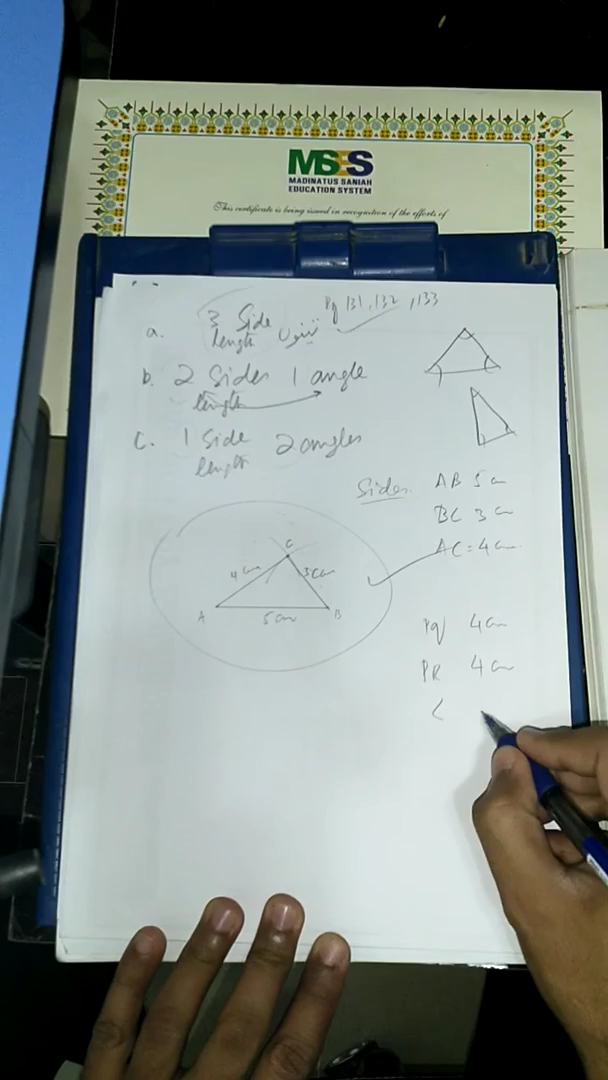 MSES
MADINATUS SANIAH
EDUCATION SYSTEM
This certificate is being issued in recognition of the efforts of
Pg 131, 132, 133
a. 3 Side
length تینوں
b. 2 Sides 1 angle
length
c. 1 Side 2 angles
length
Sides. AB 5 cm
BC 3 cm
AC = 4 cm
C
4 cm 3 cm
A B
5 cm
PQ 4 cm
PR 4 cm
<